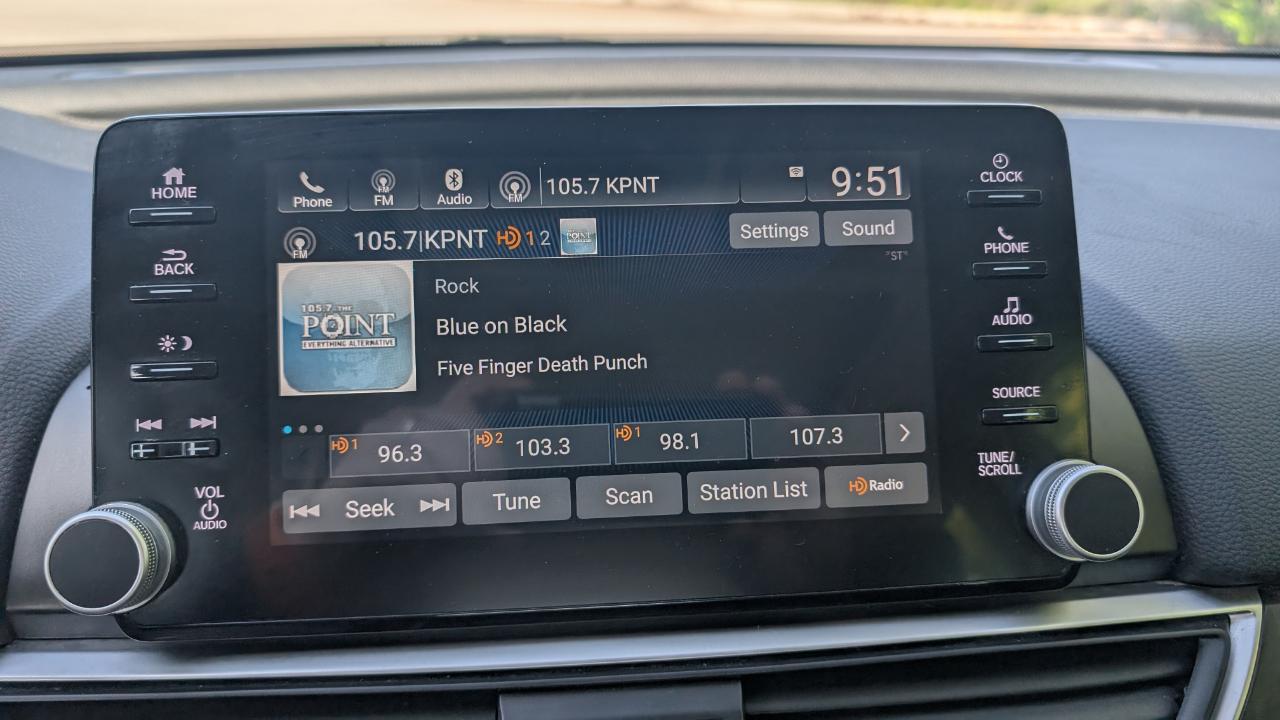 HOME
BACK
VOL
AUDIO
Phone
FM
Audio
FM
105.7 KPNT
9:51
FM
105.7|KPNT HD 1 2
POINT
Settings
Sound
"ST"
105.7 THE
POINT
EVERYTHING ALTERNATIVE
Rock
Blue on Black
Five Finger Death Punch
HD 1 96.3
HD 2 103.3
HD 1 98.1
107.3
Seek
Tune
Scan
Station List
HD Radio
CLOCK
PHONE
AUDIO
SOURCE
TUNE/
SCROLL